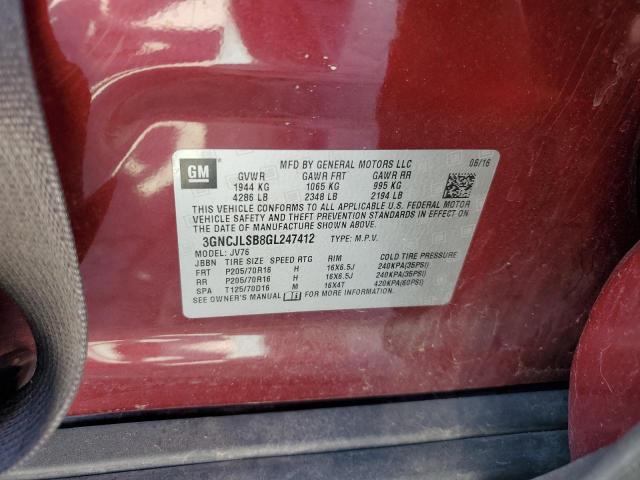 GM
MFD BY GENERAL MOTORS LLC 06/16
GVWR GAWR FRT GAWR RR
1944 KG 1065 KG 995 KG
4286 LB 2348 LB 2194 LB
THIS VEHICLE CONFORMS TO ALL APPLICABLE U.S. FEDERAL MOTOR
VEHICLE SAFETY AND THEFT PREVENTION STANDARDS IN EFFECT ON THE
DATE OF MANUFACTURE SHOWN ABOVE.
3GNCJLSB8GL247412 TYPE: M.P.V.
MODEL: JV76
JBBN TIRE SIZE SPEED RTG RIM COLD TIRE PRESSURE
FRT P205/70R16 H 16X6.5J 240KPA(35PSI)
RR P205/70R16 H 16X6.5J 240KPA(35PSI)
SPA T125/70D16 M 16X4T 420KPA(60PSI)
SEE OWNER'S MANUAL FOR MORE INFORMATION.